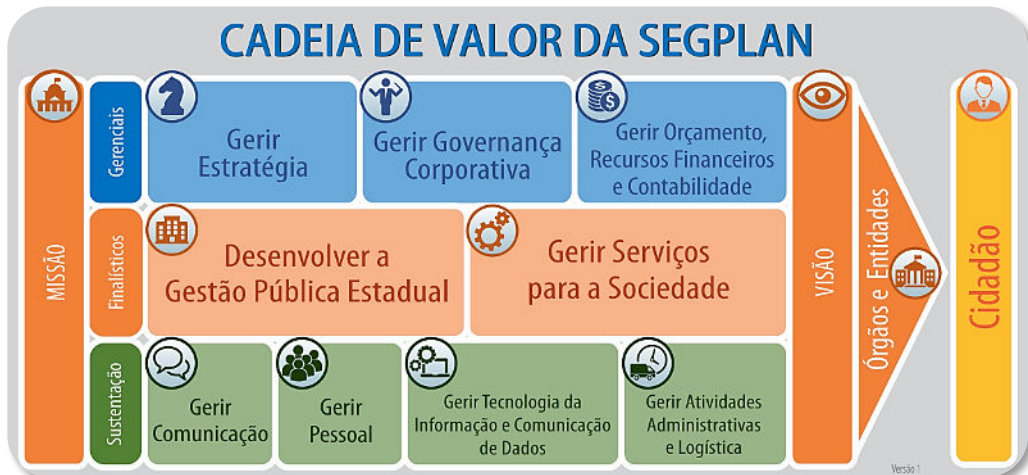 CADEIA DE VALOR DA SEGPLAN
MISSÃO
Gerenciais
Gerir
Estratégia
Gerir Governança
Corporativa
Gerir Orçamento,
Recursos Financeiros
e Contabilidade
Finalísticos
Desenvolver a
Gestão Pública Estadual
Gerir Serviços
para a Sociedade
Sustentação
Gerir
Comunicação
Gerir
Pessoal
Gerir Tecnologia da
Informação e Comunicação
de Dados
Gerir Atividades
Administrativas
e Logística
VISÃO
Órgãos e Entidades
Cidadão
Versão 1